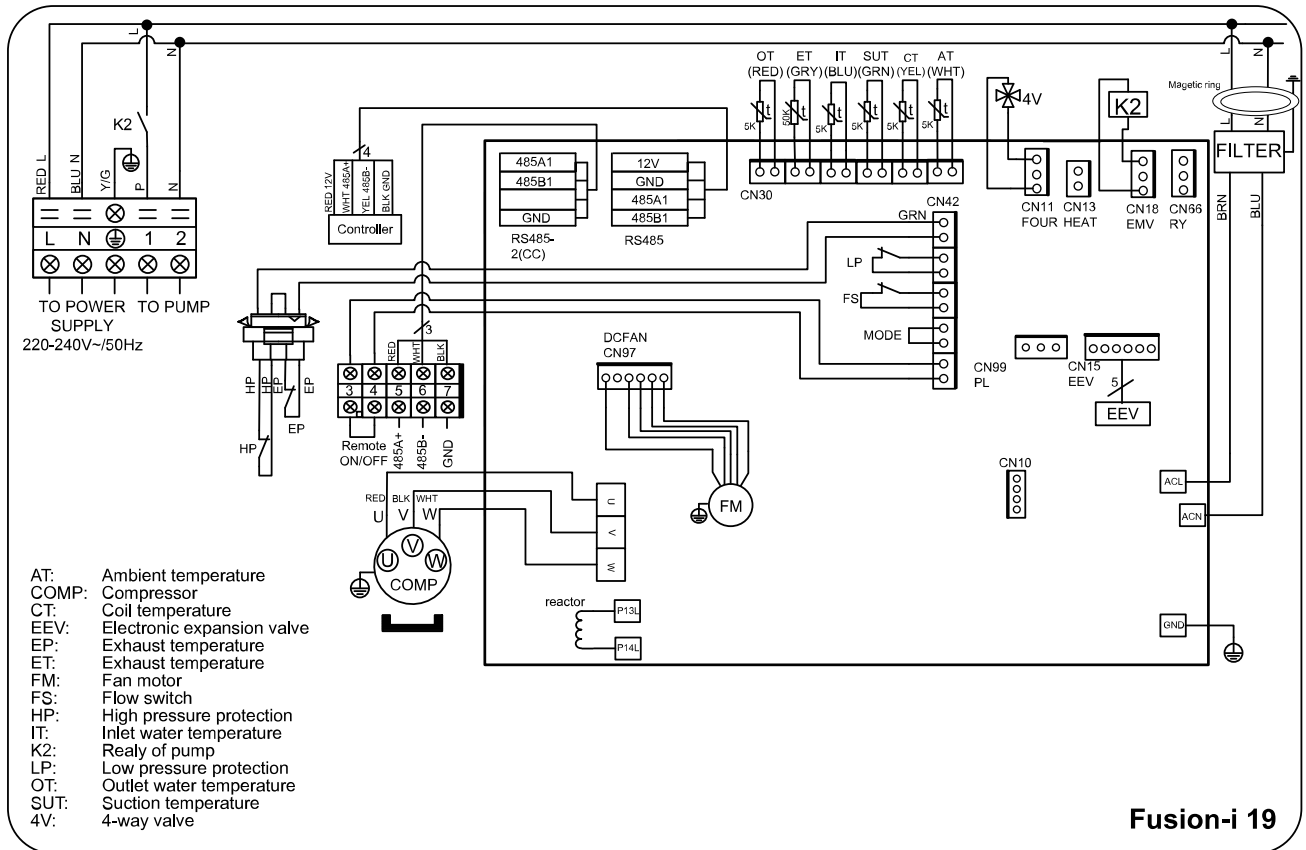 L
N
K2
RED L
BLU N
Y/G
P
N
L N 1 2
TO POWER SUPPLY
220-240V~/50Hz
TO PUMP
4
RED 12V
WHT 485A+
YEL 485B-
BLK GND
Controller
485A1
485B1
GND
RS485-
2(CC)
12V
GND
485A1
485B1
RS485
OT ET IT SUT CT AT
(RED) (GRY) (BLU) (GRN) (YEL) (WHT)
t t t t t t
5K 50K 5K 5K 5K 5K
CN30
4V
CN11
FOUR
CN13
HEAT
K2
CN18
EMV
CN66
RY
L
N
Magetic ring
L
N
FILTER
BRN
BLU
CN42
GRN
LP
FS
MODE
CN99
PL
CN15
EEV
5
EEV
DCFAN
CN97
FM
CN10
ACL
ACN
GND
HP
HP
EP
EP
HP
EP
3
RED
WHT
BLK
3 4 5 6 7
Remote
ON/OFF
485A+
485B-
GND
RED BLK WHT
U V W
U V W
COMP
U
V
W
reactor
P13L
P14L
AT: Ambient temperature
COMP: Compressor
CT: Coil temperature
EEV: Electronic expansion valve
EP: Exhaust temperature
ET: Exhaust temperature
FM: Fan motor
FS: Flow switch
HP: High pressure protection
IT: Inlet water temperature
K2: Realy of pump
LP: Low pressure protection
OT: Outlet water temperature
SUT: Suction temperature
4V: 4-way valve
Fusion-i 19